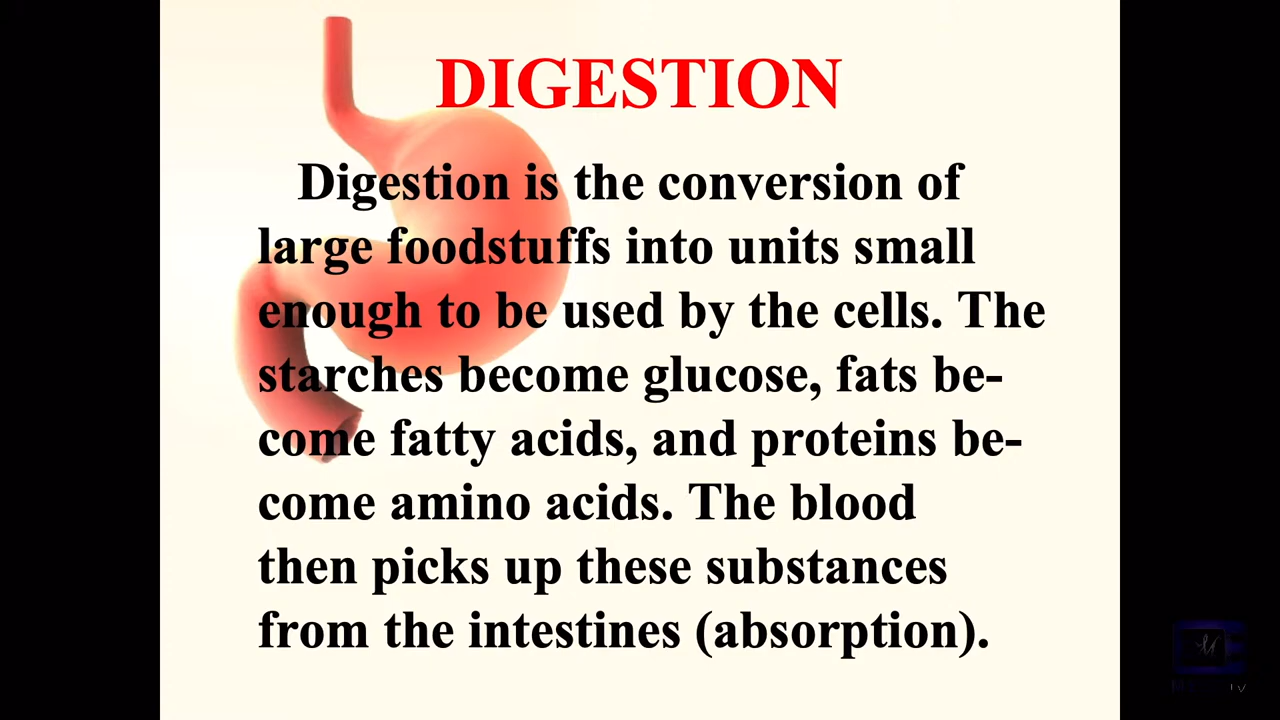 DIGESTION
Digestion is the conversion of
large foodstuffs into units small
enough to be used by the cells. The
starches become glucose, fats be-
come fatty acids, and proteins be-
come amino acids. The blood
then picks up these substances
from the intestines (absorption).